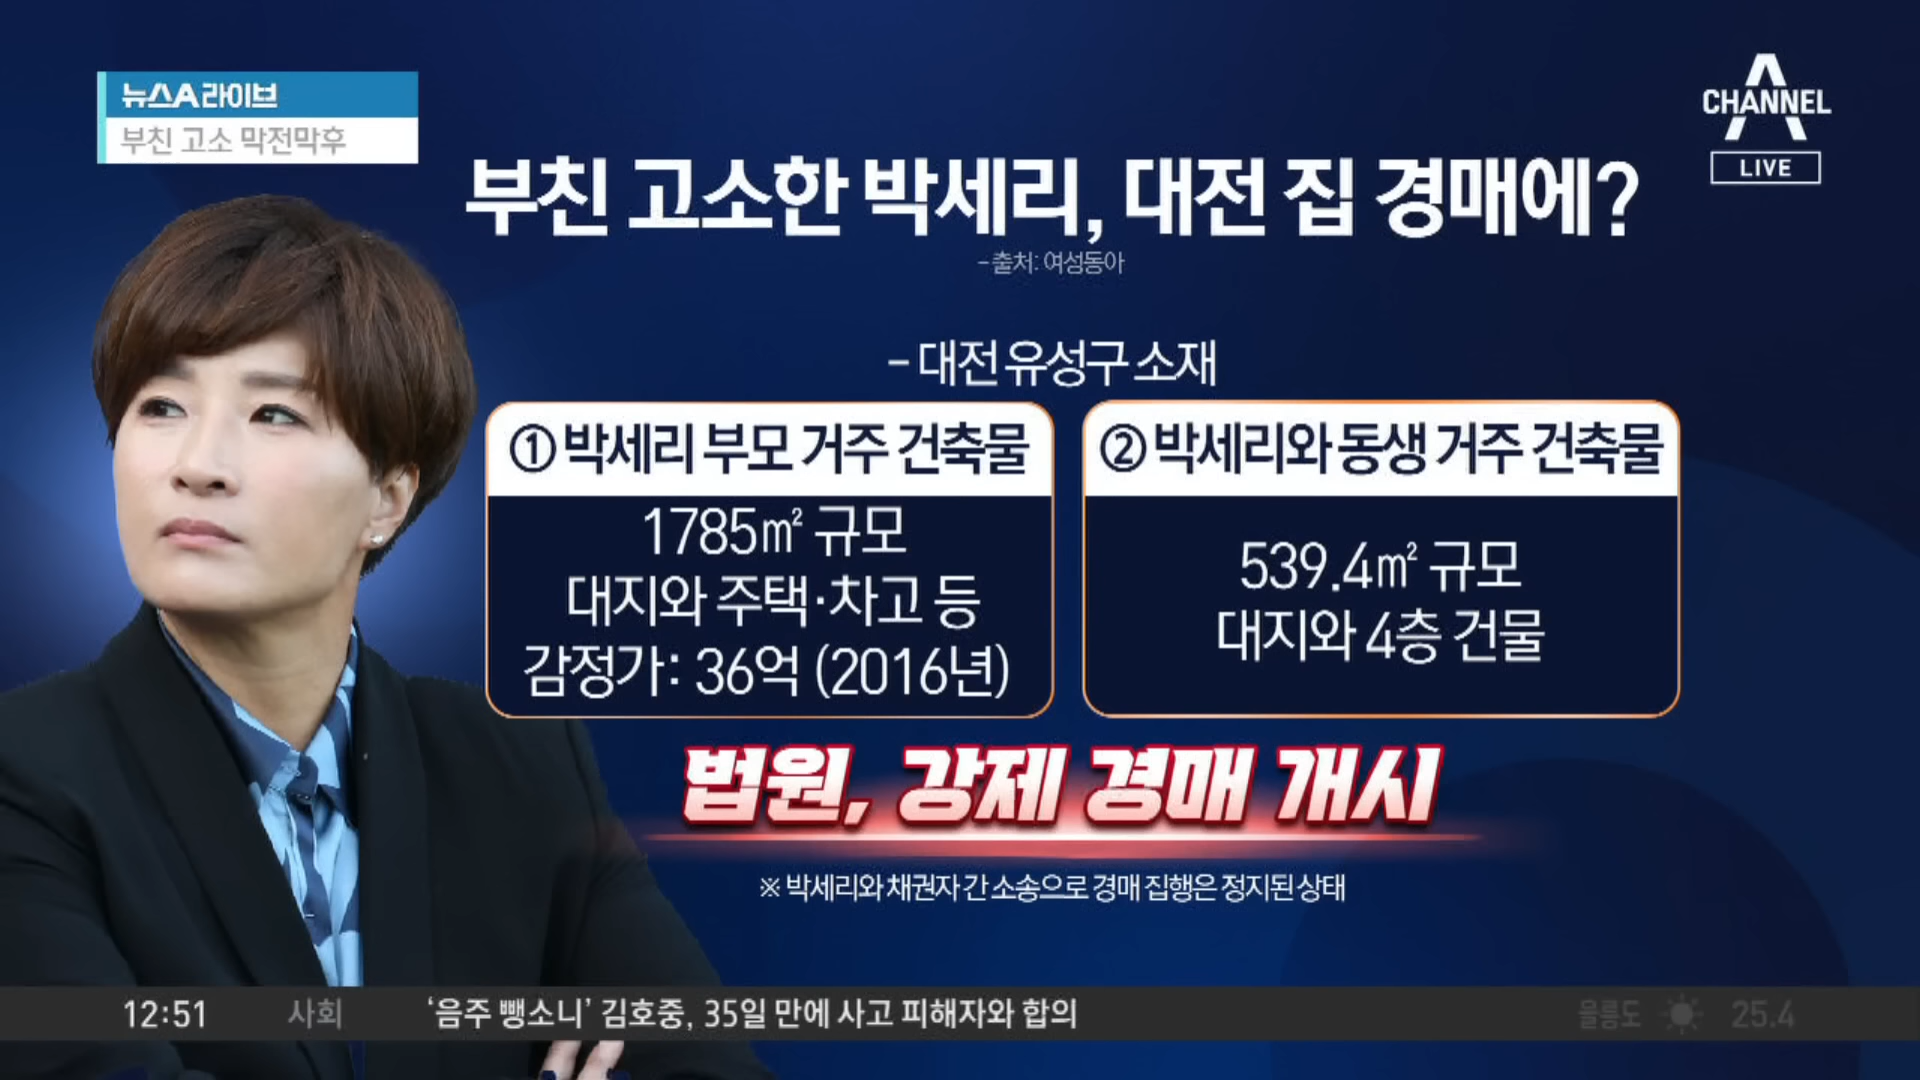 뉴스A라이브
부친 고소 막전막후
CHANNEL A
LIVE
부친 고소한 박세리, 대전 집 경매에?
- 출처: 여성동아
- 대전 유성구 소재
① 박세리 부모 거주 건축물
1785㎡ 규모
대지와 주택·차고 등
감정가: 36억 (2016년)
② 박세리와 동생 거주 건축물
539.4㎡ 규모
대지와 4층 건물
법원, 강제 경매 개시
※ 박세리와 채권자 간 소송으로 경매 집행은 정지된 상태
12:51 사회 ‘음주 뺑소니’ 김호중, 35일 만에 사고 피해자와 합의 울릉도 25.4